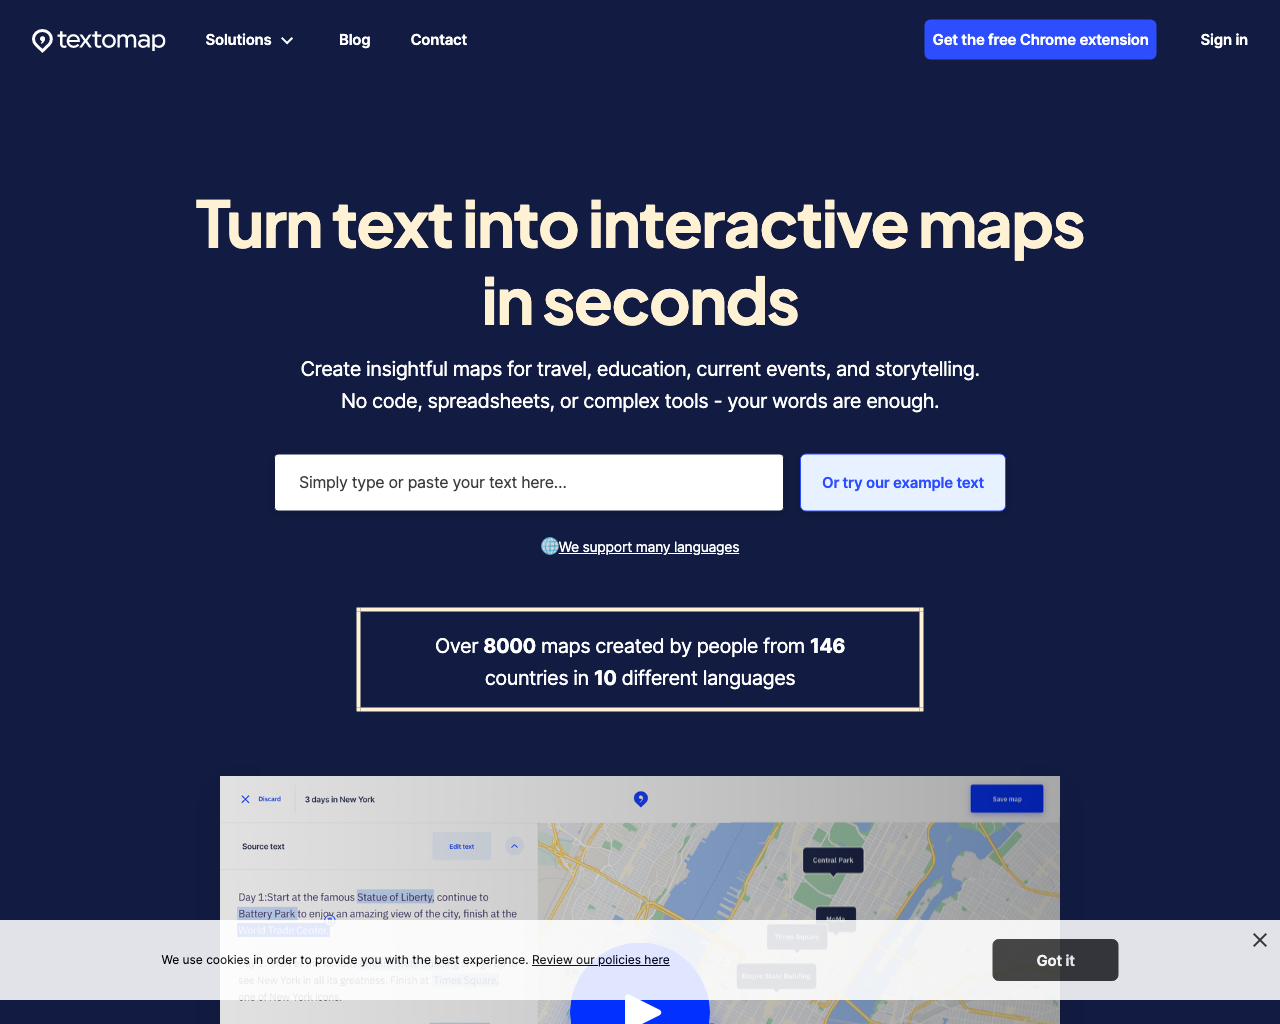 textomap
Solutions
Blog
Contact
Get the free Chrome extension
Sign in
Turn text into interactive maps
in seconds
Create insightful maps for travel, education, current events, and storytelling.
No code, spreadsheets, or complex tools - your words are enough.
Simply type or paste your text here...
Or try our example text
We support many languages
Over 8000 maps created by people from 146
countries in 10 different languages
Discard
3 days in New York
Save map
Source text
Edit text
Day 1:Start at the famous Statue of Liberty, continue to
Battery Park to enjoy an amazing view of the city, finish at the
World Trade Center.
Central Park
MoMa
Times Square
Empire State Building
We use cookies in order to provide you with the best experience. Review our policies here
Got it
see New York in all its greatness. Finish at Times Square,
one of New York icons.